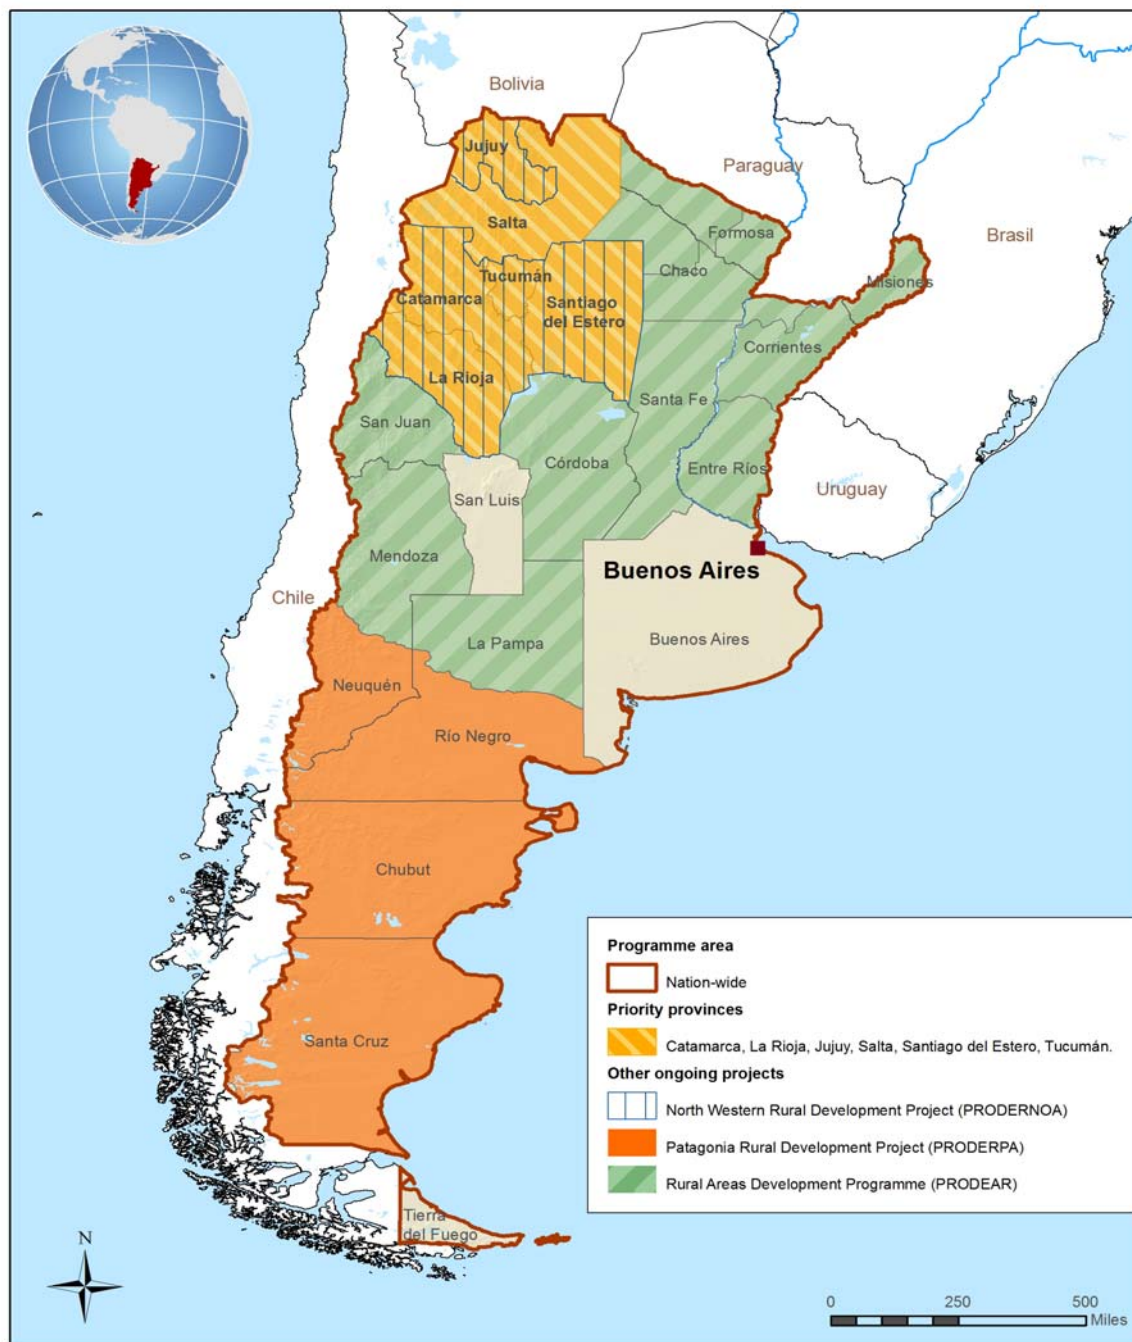 Bolivia
Jujuy
Paraguay
Salta
Formosa
Brasil
Chaco
Tucumán
Misiones
Catamarca
Santiago
del Estero
Corrientes
La Rioja
Santa Fe
San Juan
Córdoba
Entre Ríos
San Luis
Uruguay
Mendoza
Buenos Aires
Chile
La Pampa
Buenos Aires
Neuquén
Río Negro
Chubut
Santa Cruz
Tierra
del Fuego
Programme area
Nation-wide
Priority provinces
Catamarca, La Rioja, Jujuy, Salta, Santiago del Estero, Tucumán.
Other ongoing projects
North Western Rural Development Project (PRODERNOA)
Patagonia Rural Development Project (PRODERPA)
Rural Areas Development Programme (PRODEAR)
N
0 250 500
Miles